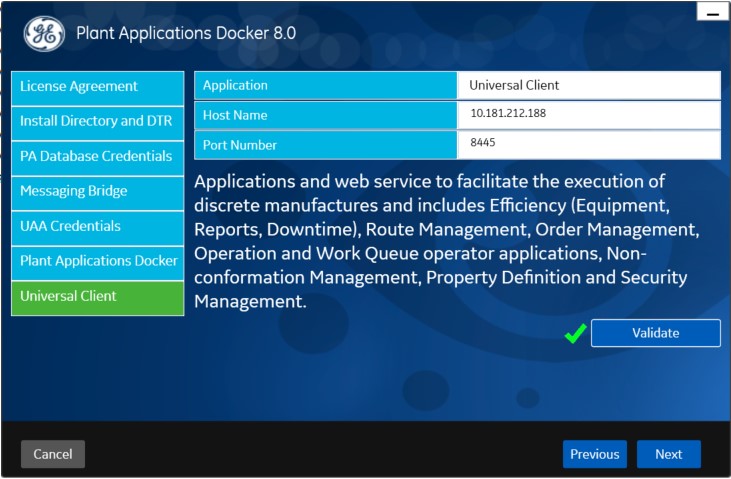 Plant Applications Docker 8.0
License Agreement
Install Directory and DTR
PA Database Credentials
Messaging Bridge
UAA Credentials
Plant Applications Docker
Universal Client
Application Universal Client
Host Name 10.181.212.188
Port Number 8445
Applications and web service to facilitate the execution of
discrete manufactures and includes Efficiency (Equipment,
Reports, Downtime), Route Management, Order Management,
Operation and Work Queue operator applications, Non-
conformation Management, Property Definition and Security
Management.
Validate
Cancel Previous Next